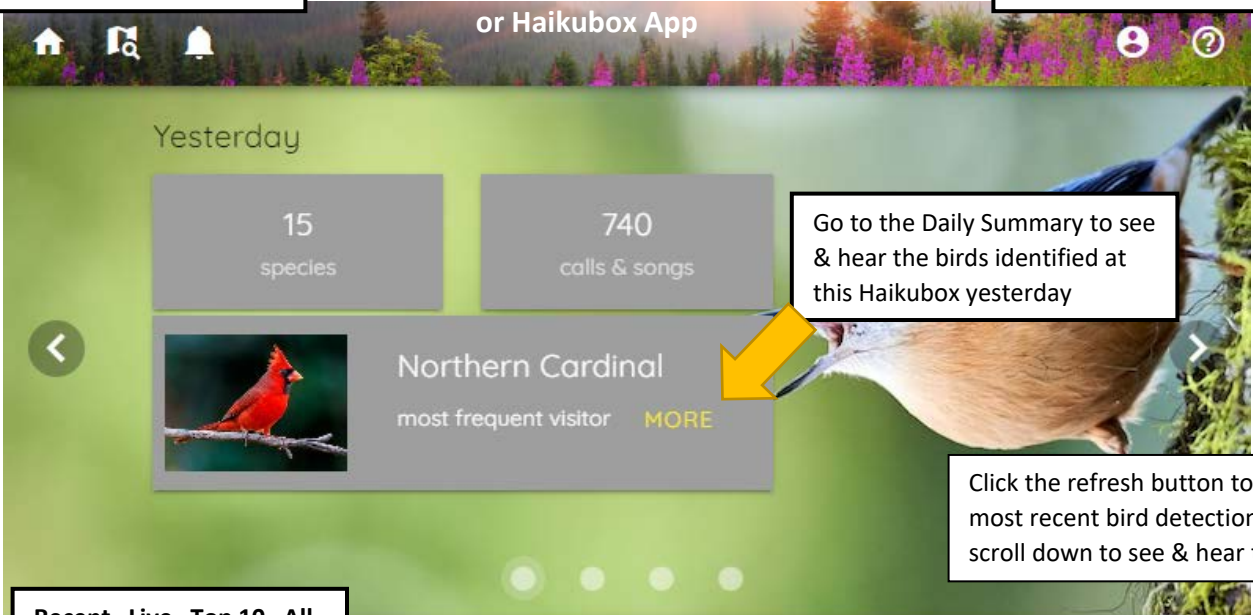 or Haikubox App
Yesterday
15
species
740
calls & songs
Go to the Daily Summary to see
& hear the birds identified at
this Haikubox yesterday
Northern Cardinal
most frequent visitor MORE
Click the refresh button to
most recent bird detection
scroll down to see & hear
Recent Live Top 10 All